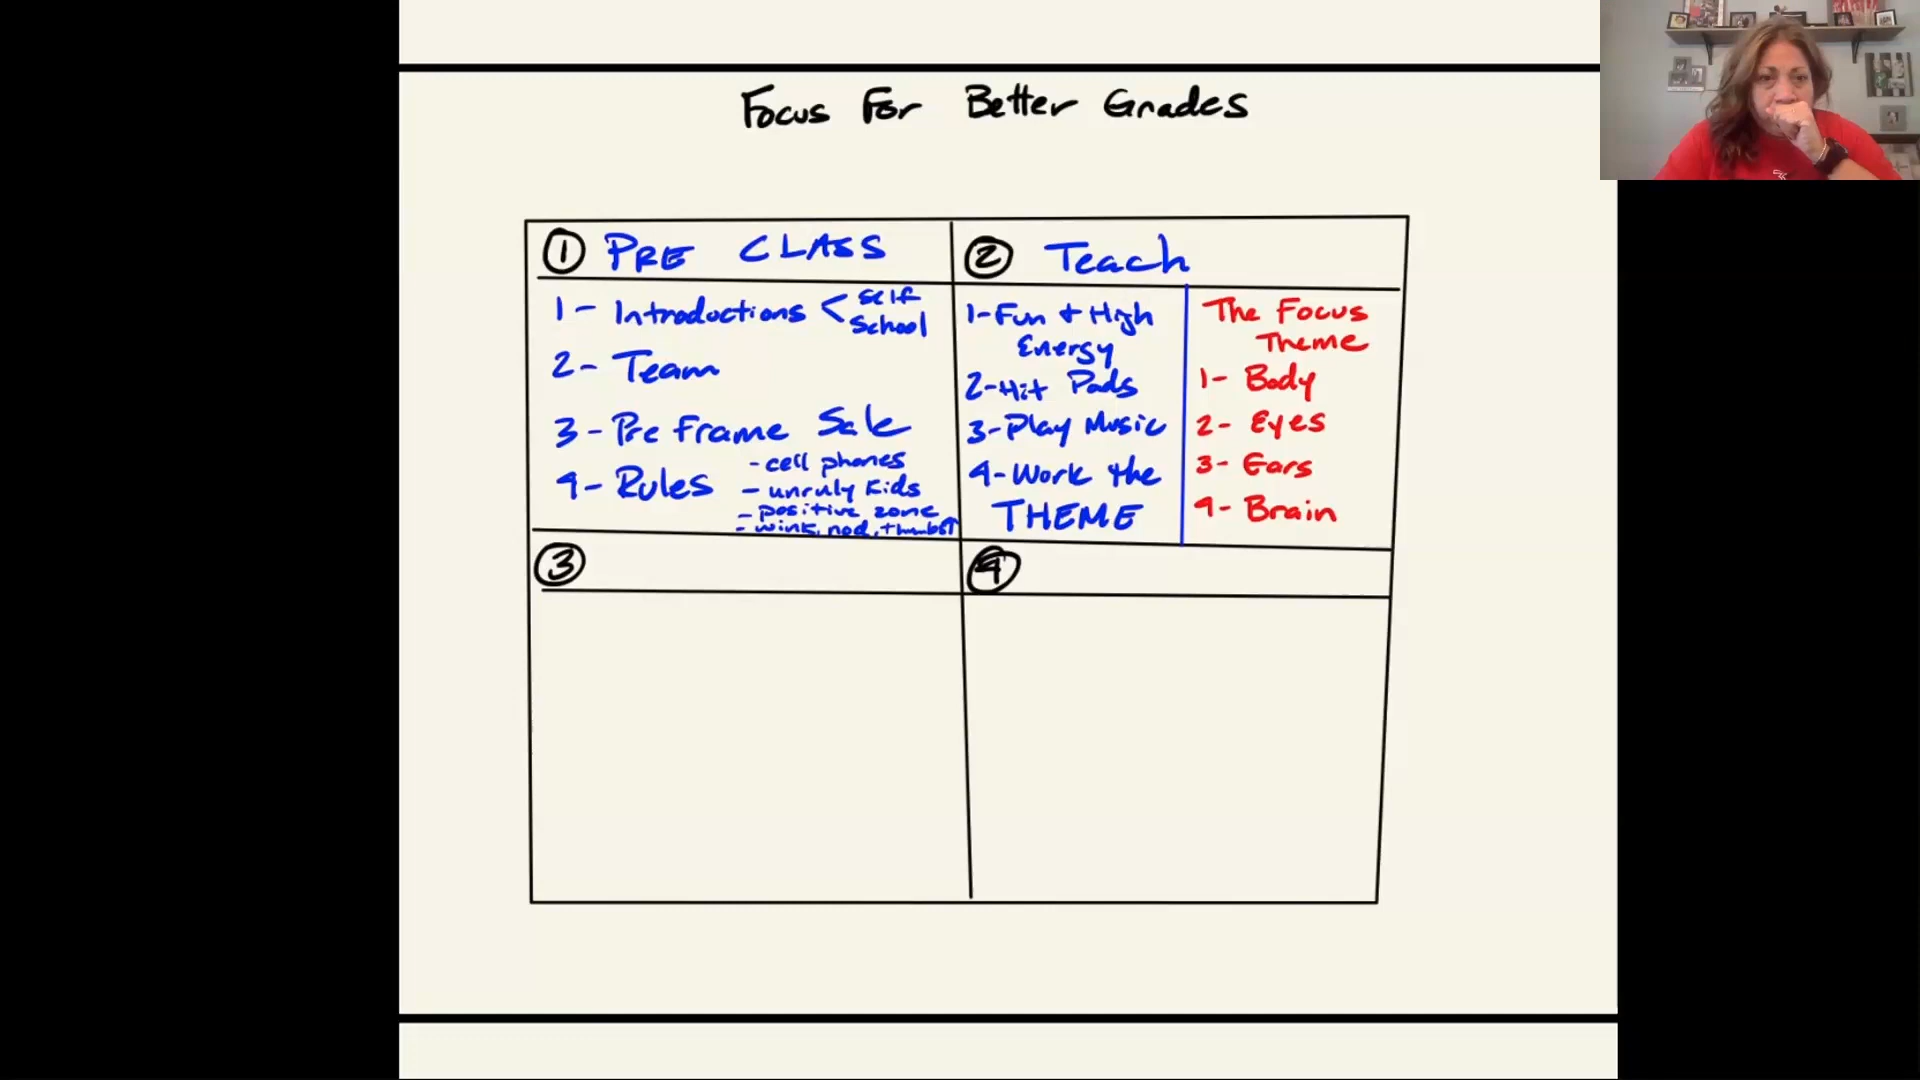 Focus For Better Grades
① PRE CLASS
1- Introductions < Self
School
2- Team
3- Pre Frame Sale
4- Rules - cell phones
- unruly Kids
- positive zone
- wink, nod, thumbs↑
② Teach
1-Fun + High
Energy
2-Hit Pads
3-Play Music
4-Work the
THEME
The Focus
Theme
1- Body
2- Eyes
3- Ears
4- Brain
③
④